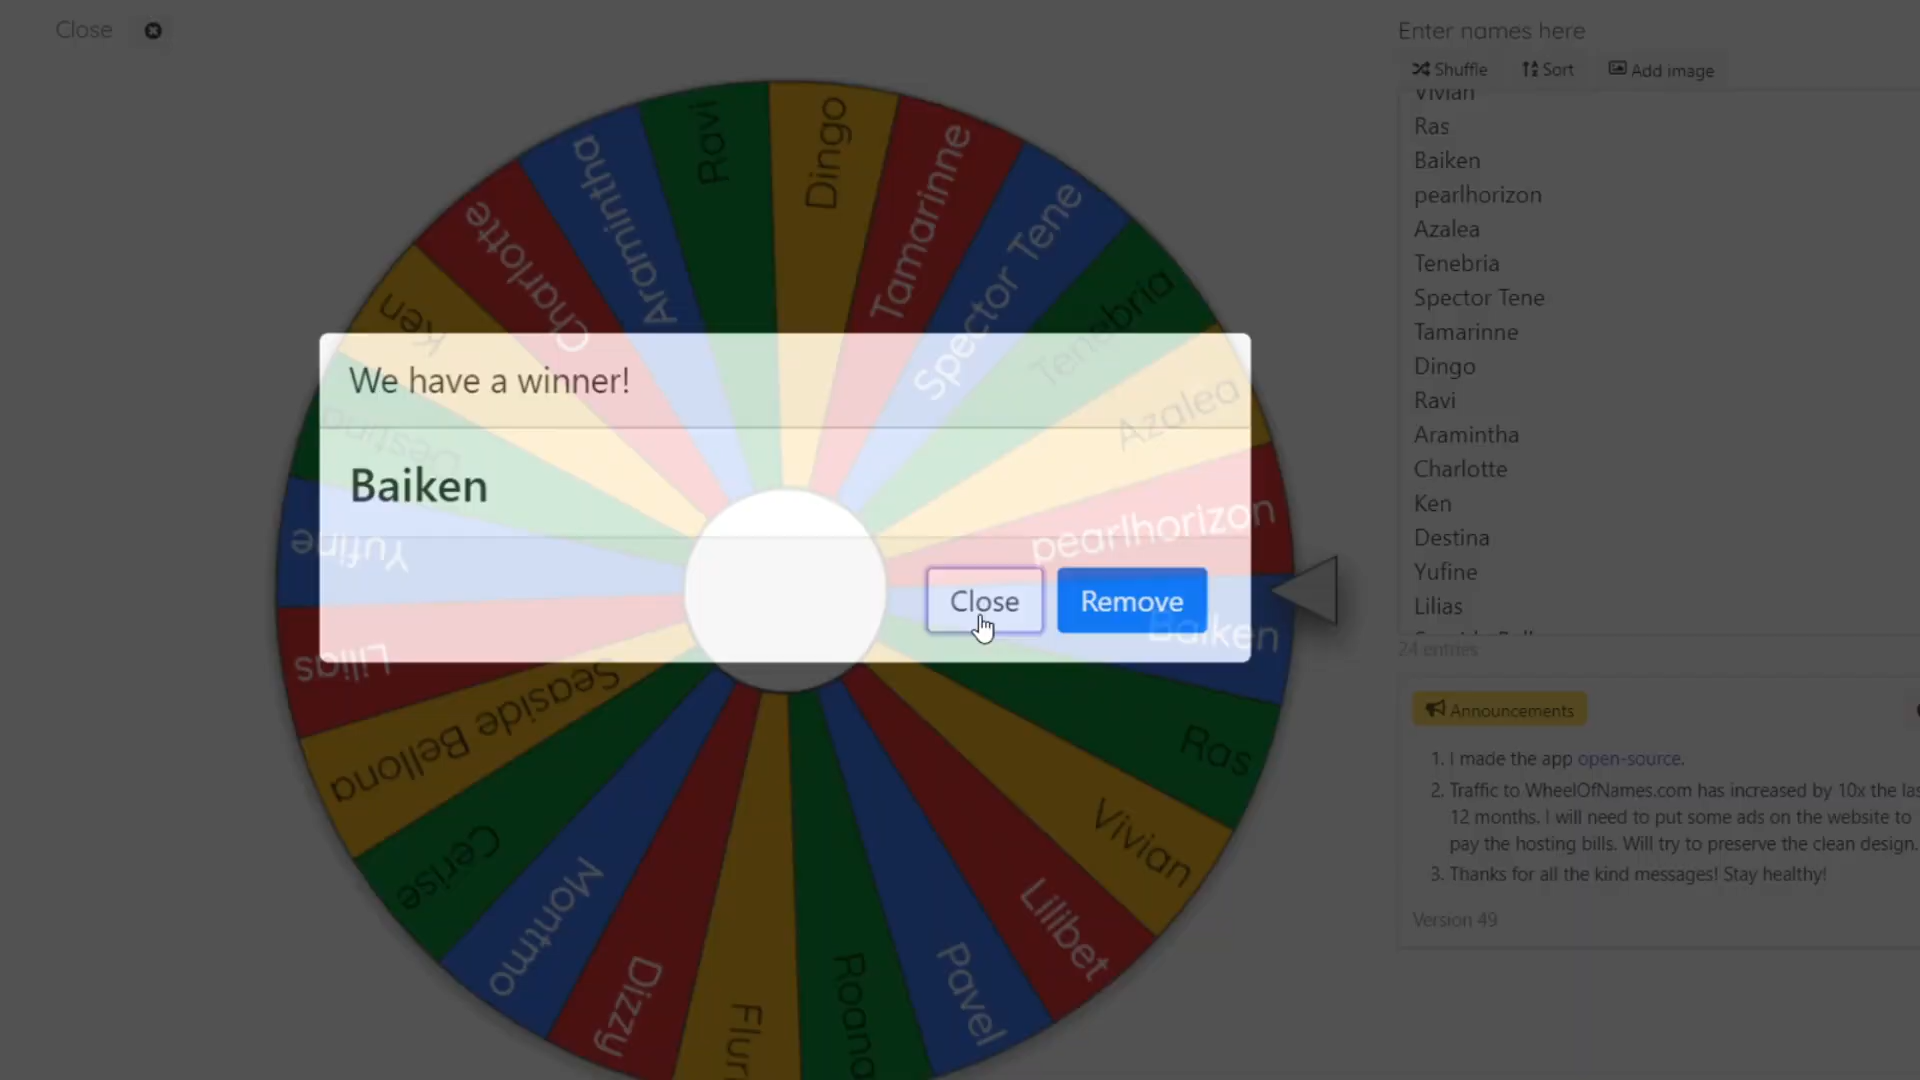 Close
Enter names here
Shuffle Sort Add image
Vivian
Ras
Baiken
pearlhorizon
Azalea
Tenebria
Spector Tene
Tamarinne
Dingo
Ravi
Aramintha
Charlotte
Ken
Destina
Yufine
Lilias
24 entries
Announcements
1. I made the app open-source.
2. Traffic to WheelOfNames.com has increased by 10x the las
12 months. I will need to put some ads on the website to
pay the hosting bills. Will try to preserve the clean design.
3. Thanks for all the kind messages! Stay healthy!
Version 49
We have a winner!
Baiken
Close
Remove
Ravi
Dingo
Tamarinne
Spector Tene
Tenebria
Azalea
pearlhorizon
Baiken
Ras
Vivian
Lilibet
Pavel
Roana
Flur
Dizzy
Montmo
Cerise
Seaside Bellona
Lilias
Yufine
Destina
Ken
Charlotte
Aramintha